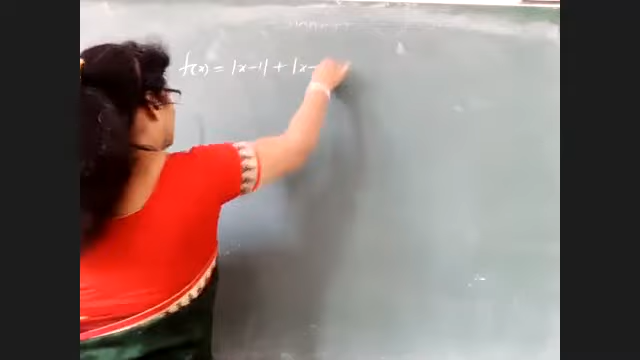 f(x) = |x-1| + |x-